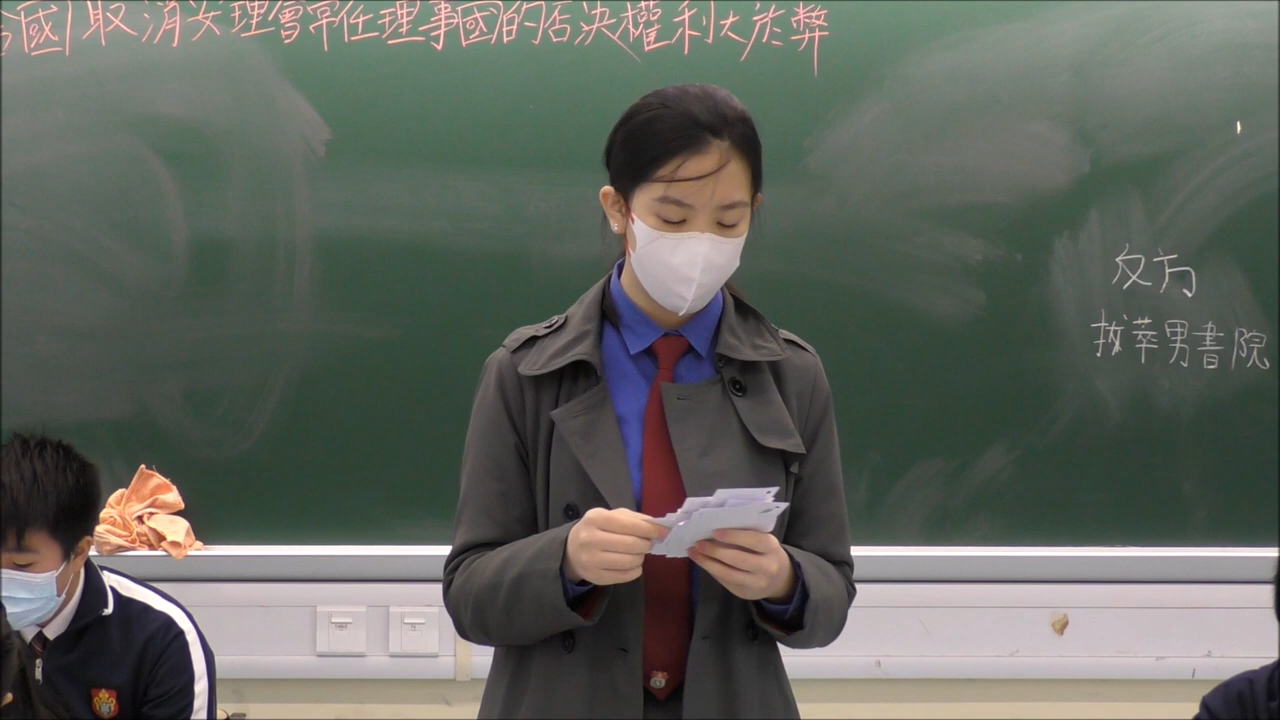 合國取消安理會常任理事國的否決權利大於弊
反方
拔萃男書院